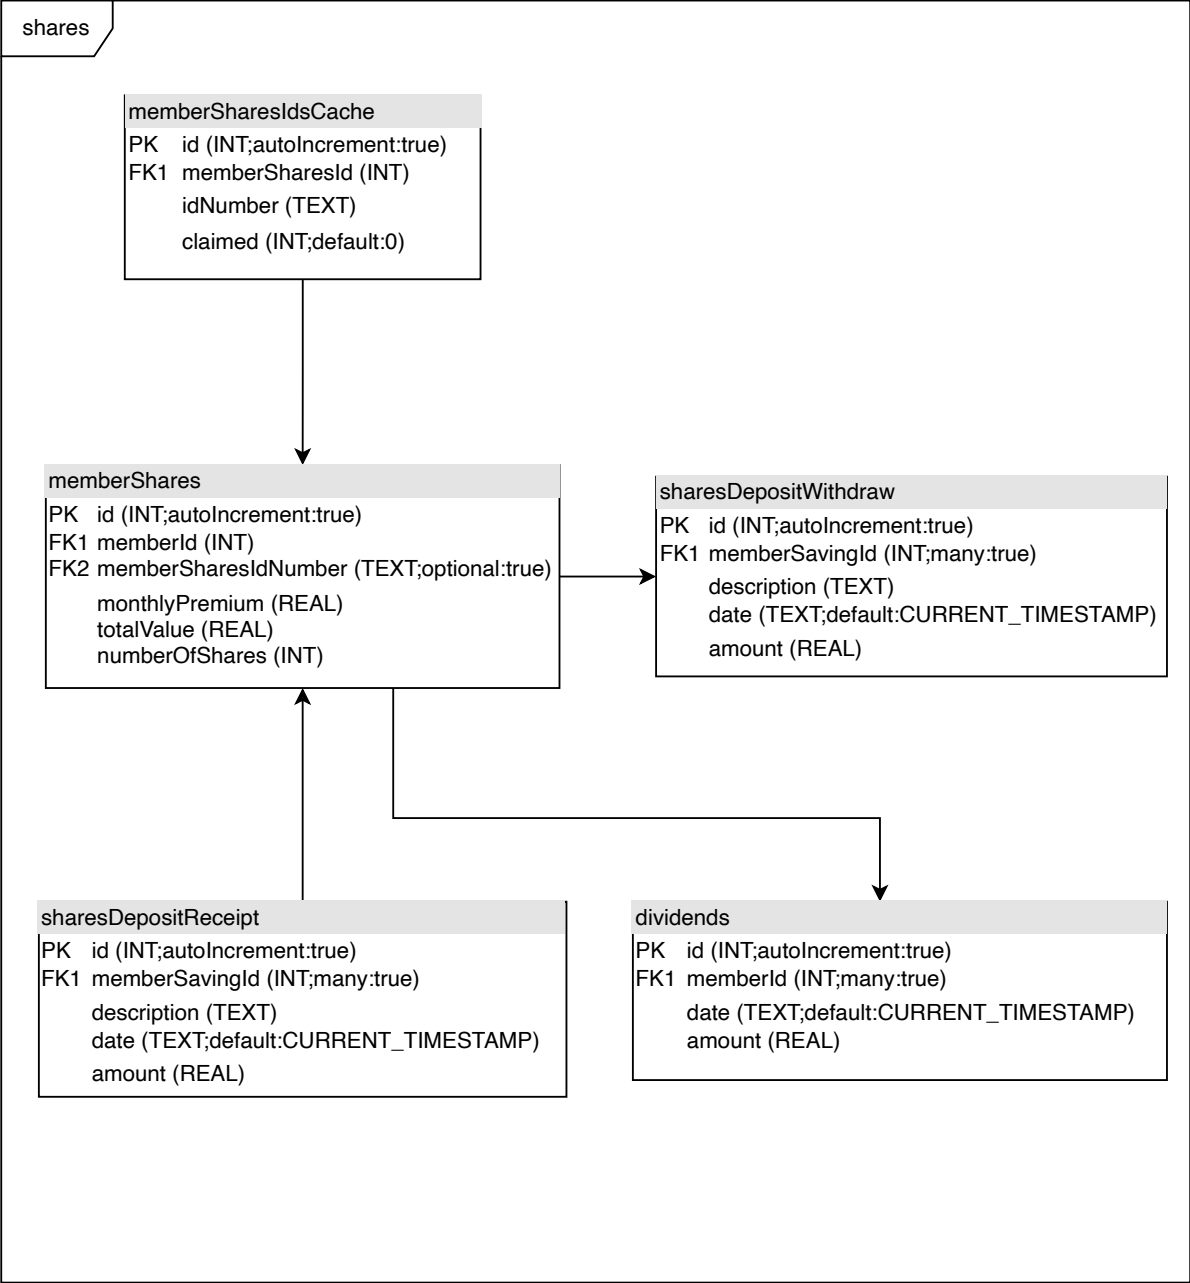 shares
memberSharesIdsCache
PK id (INT;autoIncrement:true)
FK1 memberSharesId (INT)
idNumber (TEXT)
claimed (INT;default:0)
memberShares
PK id (INT;autoIncrement:true)
FK1 memberId (INT)
FK2 memberSharesIdNumber (TEXT;optional:true)
monthlyPremium (REAL)
totalValue (REAL)
numberOfShares (INT)
sharesDepositWithdraw
PK id (INT;autoIncrement:true)
FK1 memberSavingId (INT;many:true)
description (TEXT)
date (TEXT;default:CURRENT_TIMESTAMP)
amount (REAL)
sharesDepositReceipt
PK id (INT;autoIncrement:true)
FK1 memberSavingId (INT;many:true)
description (TEXT)
date (TEXT;default:CURRENT_TIMESTAMP)
amount (REAL)
dividends
PK id (INT;autoIncrement:true)
FK1 memberId (INT;many:true)
date (TEXT;default:CURRENT_TIMESTAMP)
amount (REAL)